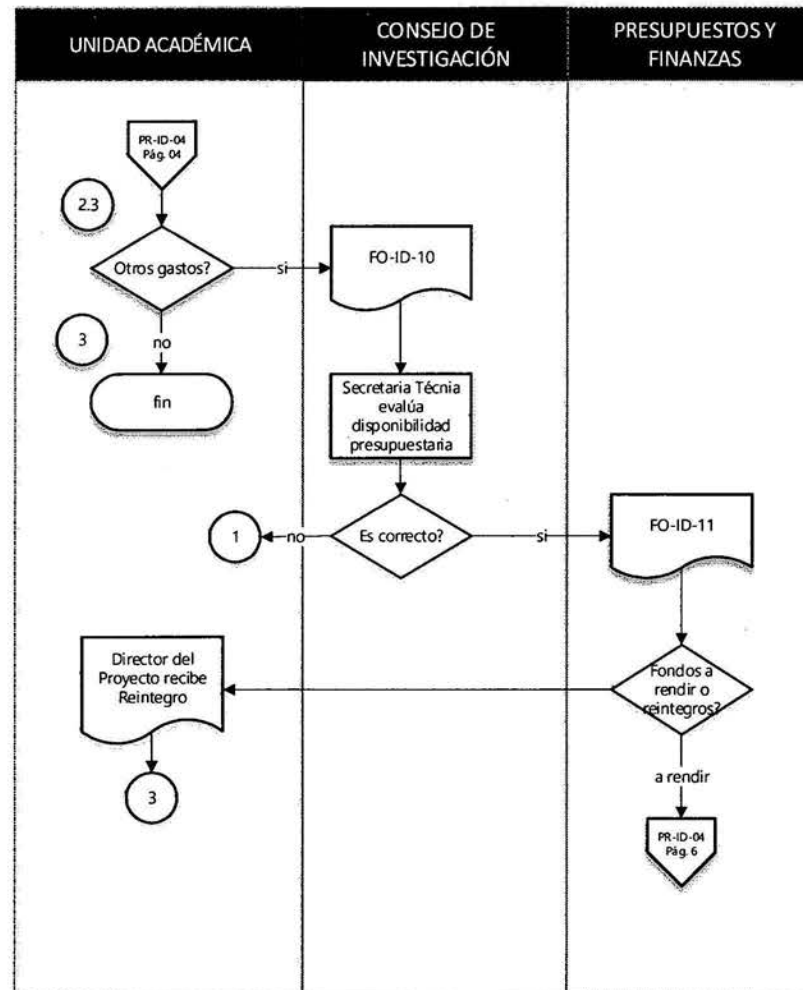 UNIDAD ACADÉMICA
CONSEJO DE
INVESTIGACIÓN
PRESUPUESTOS Y
FINANZAS
PR-ID-04
Pág. 04
2.3
Otros gastos?
si
FO-ID-10
3
no
fin
Secretaria Técnia
evalúa
disponibilidad
presupuestaria
1
no
Es correcto?
si
FO-ID-11
Director del
Proyecto recibe
Reintegro
Fondos a
rendir o
reintegros?
3
a rendir
PR-ID-04
Pág. 6